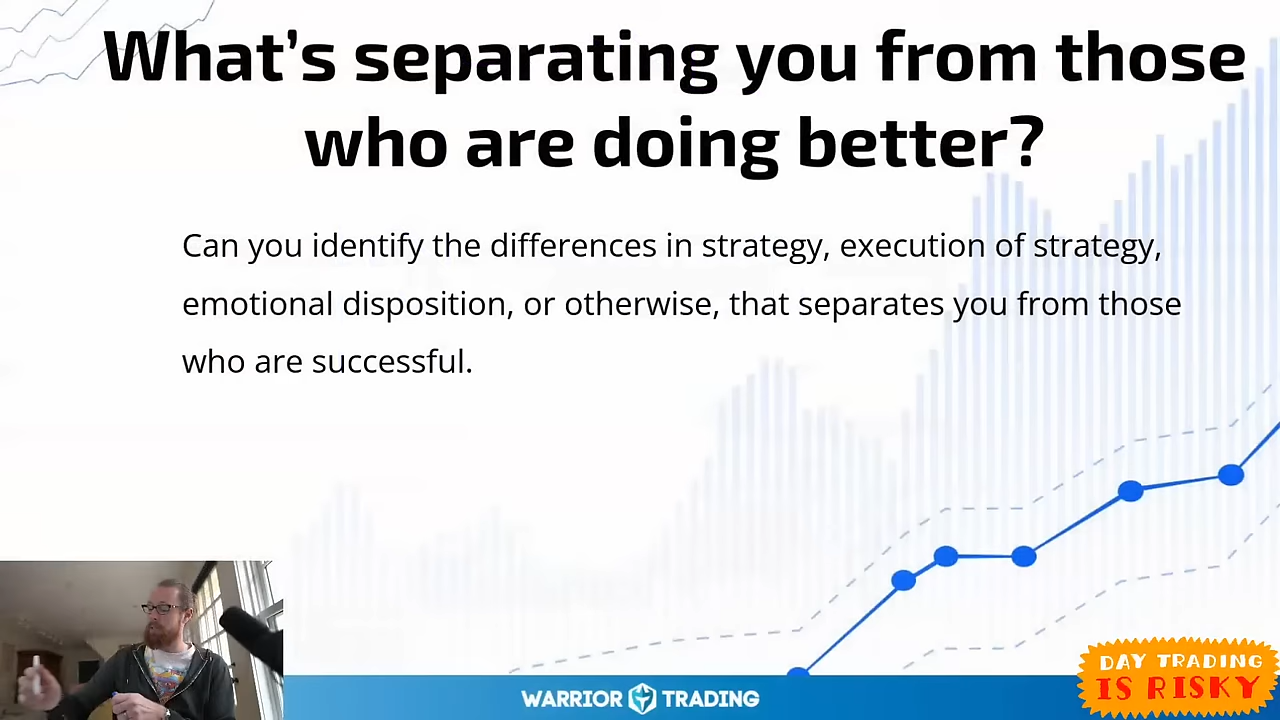 What’s separating you from those
who are doing better?
Can you identify the differences in strategy, execution of strategy,
emotional disposition, or otherwise, that separates you from those
who are successful.
WARRIOR TRADING
DAY TRADING
IS RISKY